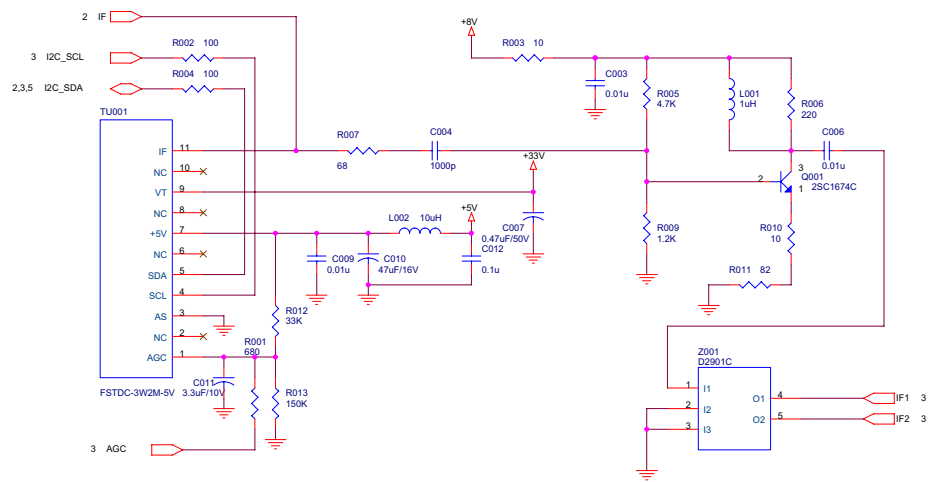 2 IF
+8V
3 I2C_SCL
R002 100
R003 10
2,3,5 I2C_SDA
R004 100
C003
0.01u
R005
4.7K
L001
1uH
R006
220
TU001
R007
68
C004
1000p
C006
0.01u
+33V
3
2
1
Q001
2SC1674C
IF 11
NC 10
VT 9
NC 8
+5V 7
NC 6
SDA 5
SCL 4
AS 3
NC 2
AGC 1
FSTDC-3W2M-5V
L002 10uH
+5V
C007
0.47uF/50V
C012
0.1u
C009
0.01u
C010
47uF/16V
R009
1.2K
R010
10
R011 82
R012
33K
R001
680
C011
3.3uF/10V
R013
150K
3 AGC
Z001
D2901C
1 I1
2 I2
3 I3
O1 4
O2 5
IF1 3
IF2 3